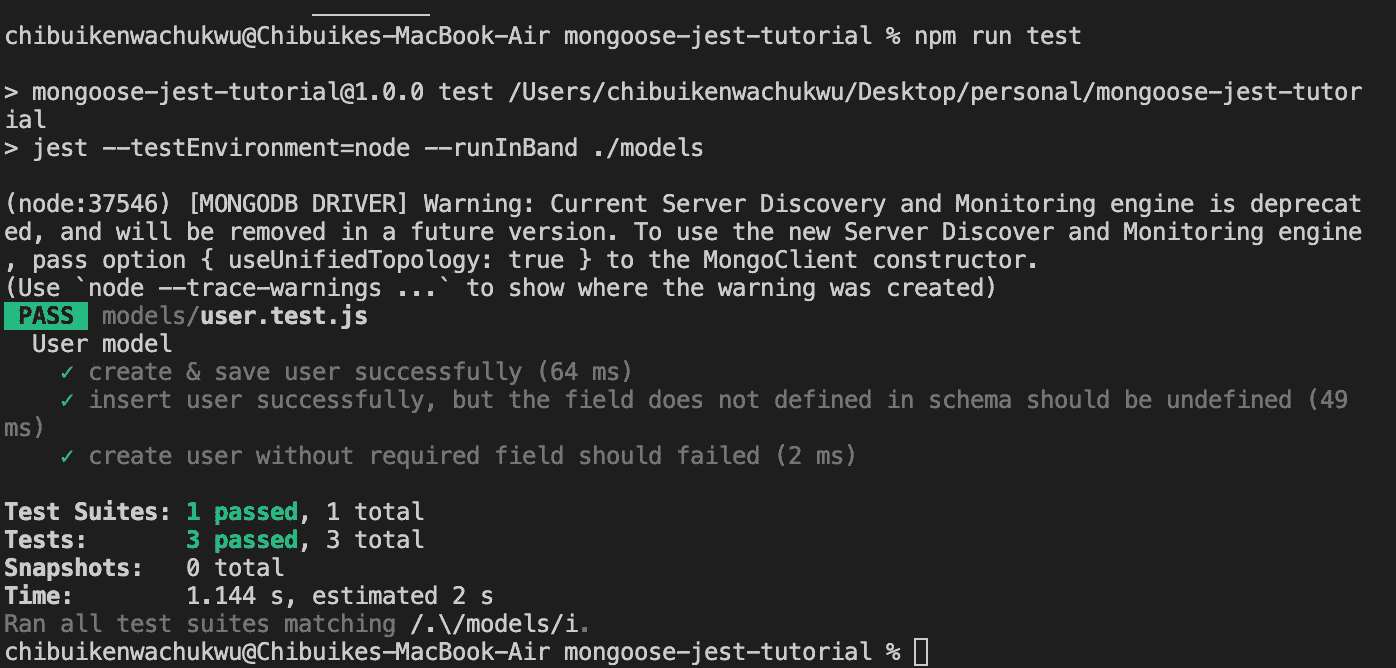 chibuikenwachukwu@Chibuikes-MacBook-Air mongoose-jest-tutorial % npm run test
> mongoose-jest-tutorial@1.0.0 test /Users/chibuikenwachukwu/Desktop/personal/mongoose-jest-tutor
ial
> jest --testEnvironment=node --runInBand ./models
(node:37546) [MONGODB DRIVER] Warning: Current Server Discovery and Monitoring engine is deprecat
ed, and will be removed in a future version. To use the new Server Discover and Monitoring engine
, pass option { useUnifiedTopology: true } to the MongoClient constructor.
(Use `node --trace-warnings ...` to show where the warning was created)
PASS models/user.test.js
User model
✓ create & save user successfully (64 ms)
✓ insert user successfully, but the field does not defined in schema should be undefined (49
ms)
✓ create user without required field should failed (2 ms)
Test Suites: 1 passed, 1 total
Tests: 3 passed, 3 total
Snapshots: 0 total
Time: 1.144 s, estimated 2 s
Ran all test suites matching /.\/models/i.
chibuikenwachukwu@Chibuikes-MacBook-Air mongoose-jest-tutorial %